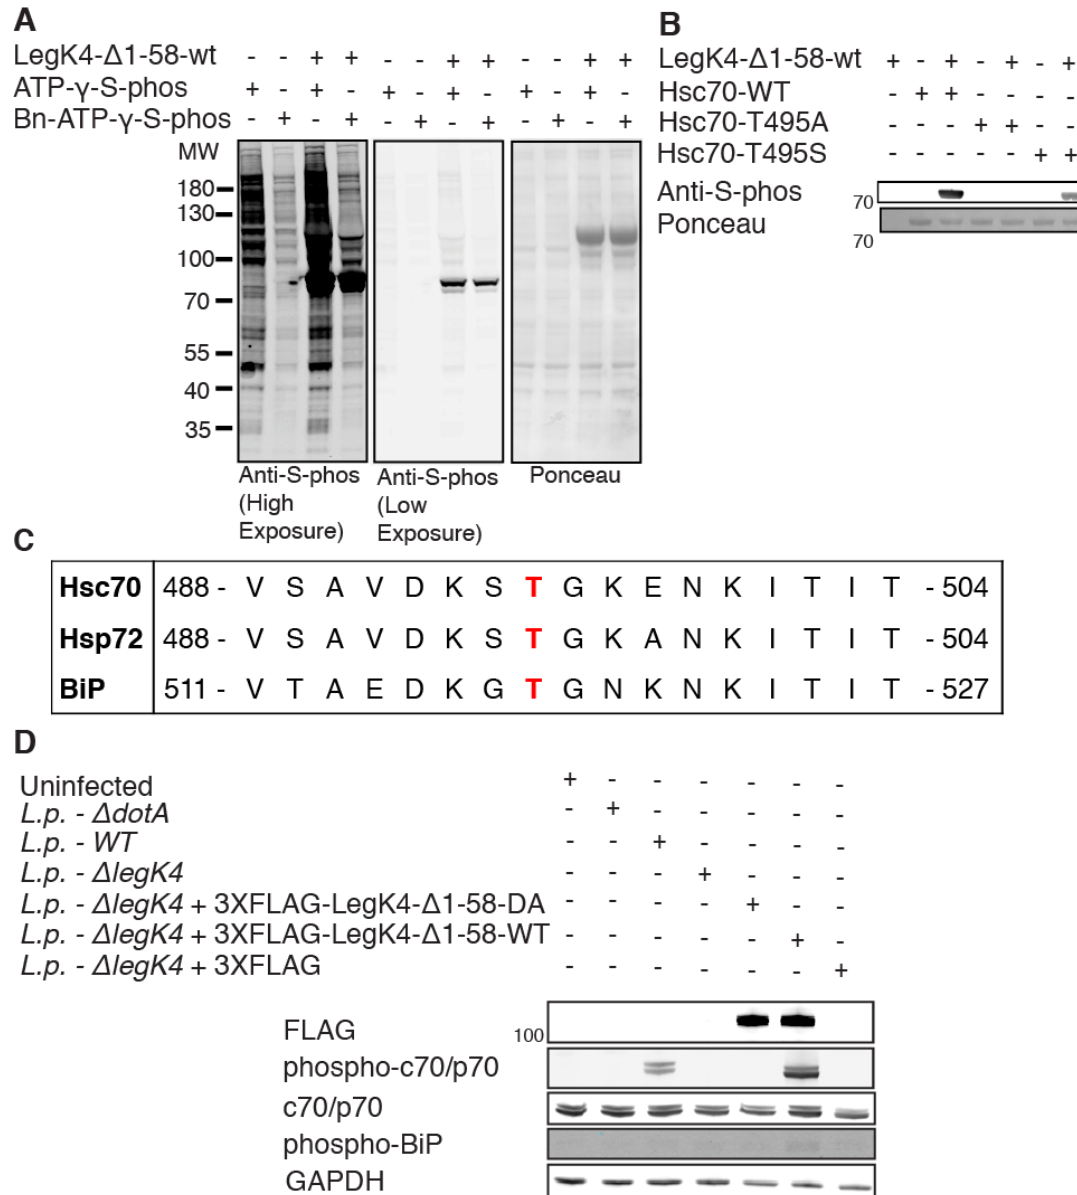 A
LegK4-Δ1-58-wt - - + + - - + + - - + +
ATP-γ-S-phos + - + - + - + - + - + -
Bn-ATP-γ-S-phos - + - + - + - + - + - +
MW
180
130
100
70
55
40
35
Anti-S-phos
(High
Exposure)
Anti-S-phos
(Low
Exposure)
Ponceau
B
LegK4-Δ1-58-wt + - + - + - +
Hsc70-WT - + + - - - -
Hsc70-T495A - - - + + - -
Hsc70-T495S - - - - - + +
Anti-S-phos 70
Ponceau 70
C
Hsc70 488 - V S A V D K S T G K E N K I T I T - 504
Hsp72 488 - V S A V D K S T G K A N K I T I T - 504
BiP 511 - V T A E D K G T G N K N K I T I T - 527
D
Uninfected + - - - - - -
L.p. - ΔdotA - + - - - - -
L.p. - WT - - + - - - -
L.p. - ΔlegK4 - - - + - - -
L.p. - ΔlegK4 + 3XFLAG-LegK4-Δ1-58-DA - - - - + - -
L.p. - ΔlegK4 + 3XFLAG-LegK4-Δ1-58-WT - - - - - + -
L.p. - ΔlegK4 + 3XFLAG - - - - - - +
FLAG 100
phospho-c70/p70
c70/p70
phospho-BiP
GAPDH